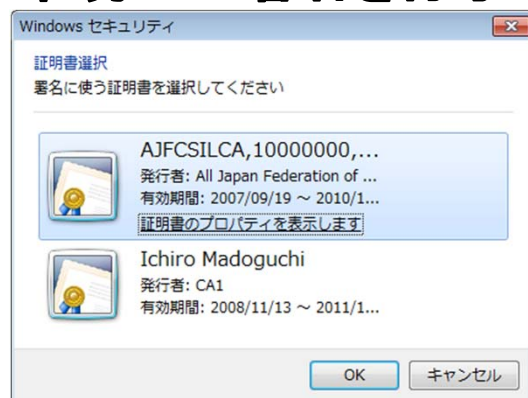 Windows セキュリティ
証明書選択
署名に使う証明書を選択してください
AJFCSILCA,10000000,...
発行者: All Japan Federation of ...
有効期間: 2007/09/19 ～ 2010/1...
証明書のプロパティを表示します
Ichiro Madoguchi
発行者: CA1
有効期間: 2008/11/13 ～ 2011/1...
OK
キャンセル